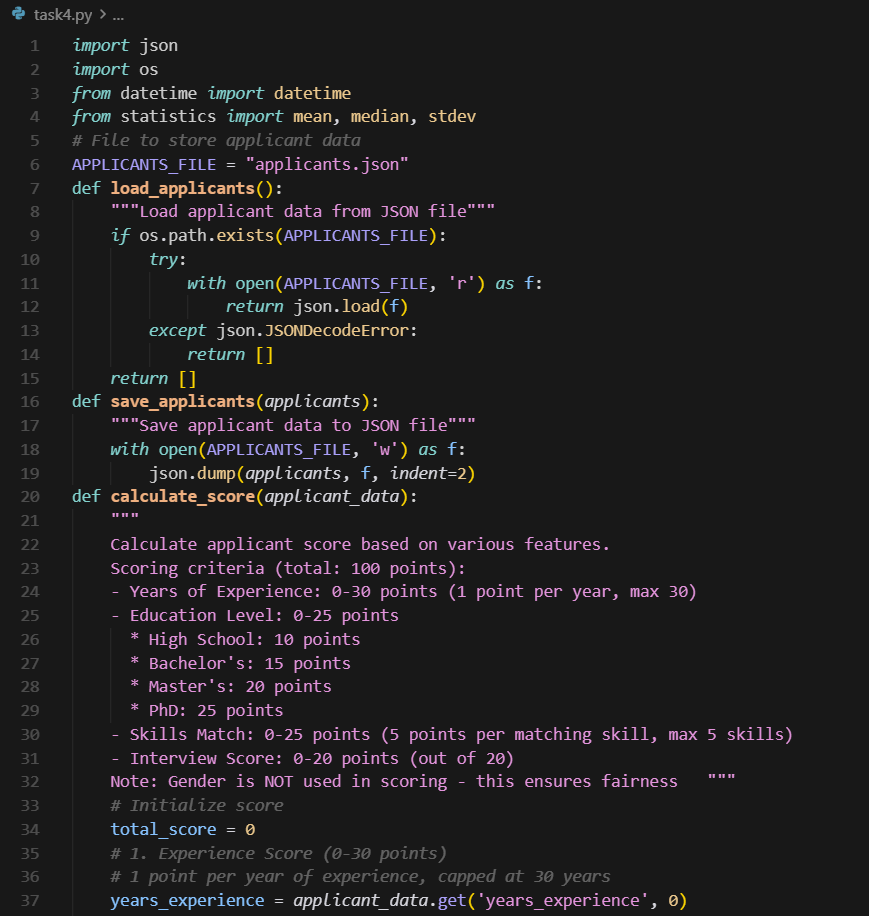 task4.py > ...
1 import json
2 import os
3 from datetime import datetime
4 from statistics import mean, median, stdev
5 # File to store applicant data
6 APPLICANTS_FILE = "applicants.json"
7 def load_applicants():
8     """Load applicant data from JSON file"""
9     if os.path.exists(APPLICANTS_FILE):
10         try:
11             with open(APPLICANTS_FILE, 'r') as f:
12                 return json.load(f)
13         except json.JSONDecodeError:
14             return []
15     return []
16 def save_applicants(applicants):
17     """Save applicant data to JSON file"""
18     with open(APPLICANTS_FILE, 'w') as f:
19         json.dump(applicants, f, indent=2)
20 def calculate_score(applicant_data):
21     """
22     Calculate applicant score based on various features.
23     Scoring criteria (total: 100 points):
24     - Years of Experience: 0-30 points (1 point per year, max 30)
25     - Education Level: 0-25 points
26       * High School: 10 points
27       * Bachelor's: 15 points
28       * Master's: 20 points
29       * PhD: 25 points
30     - Skills Match: 0-25 points (5 points per matching skill, max 5 skills)
31     - Interview Score: 0-20 points (out of 20)
32     Note: Gender is NOT used in scoring - this ensures fairness   """
33     # Initialize score
34     total_score = 0
35     # 1. Experience Score (0-30 points)
36     # 1 point per year of experience, capped at 30 years
37     years_experience = applicant_data.get('years_experience', 0)